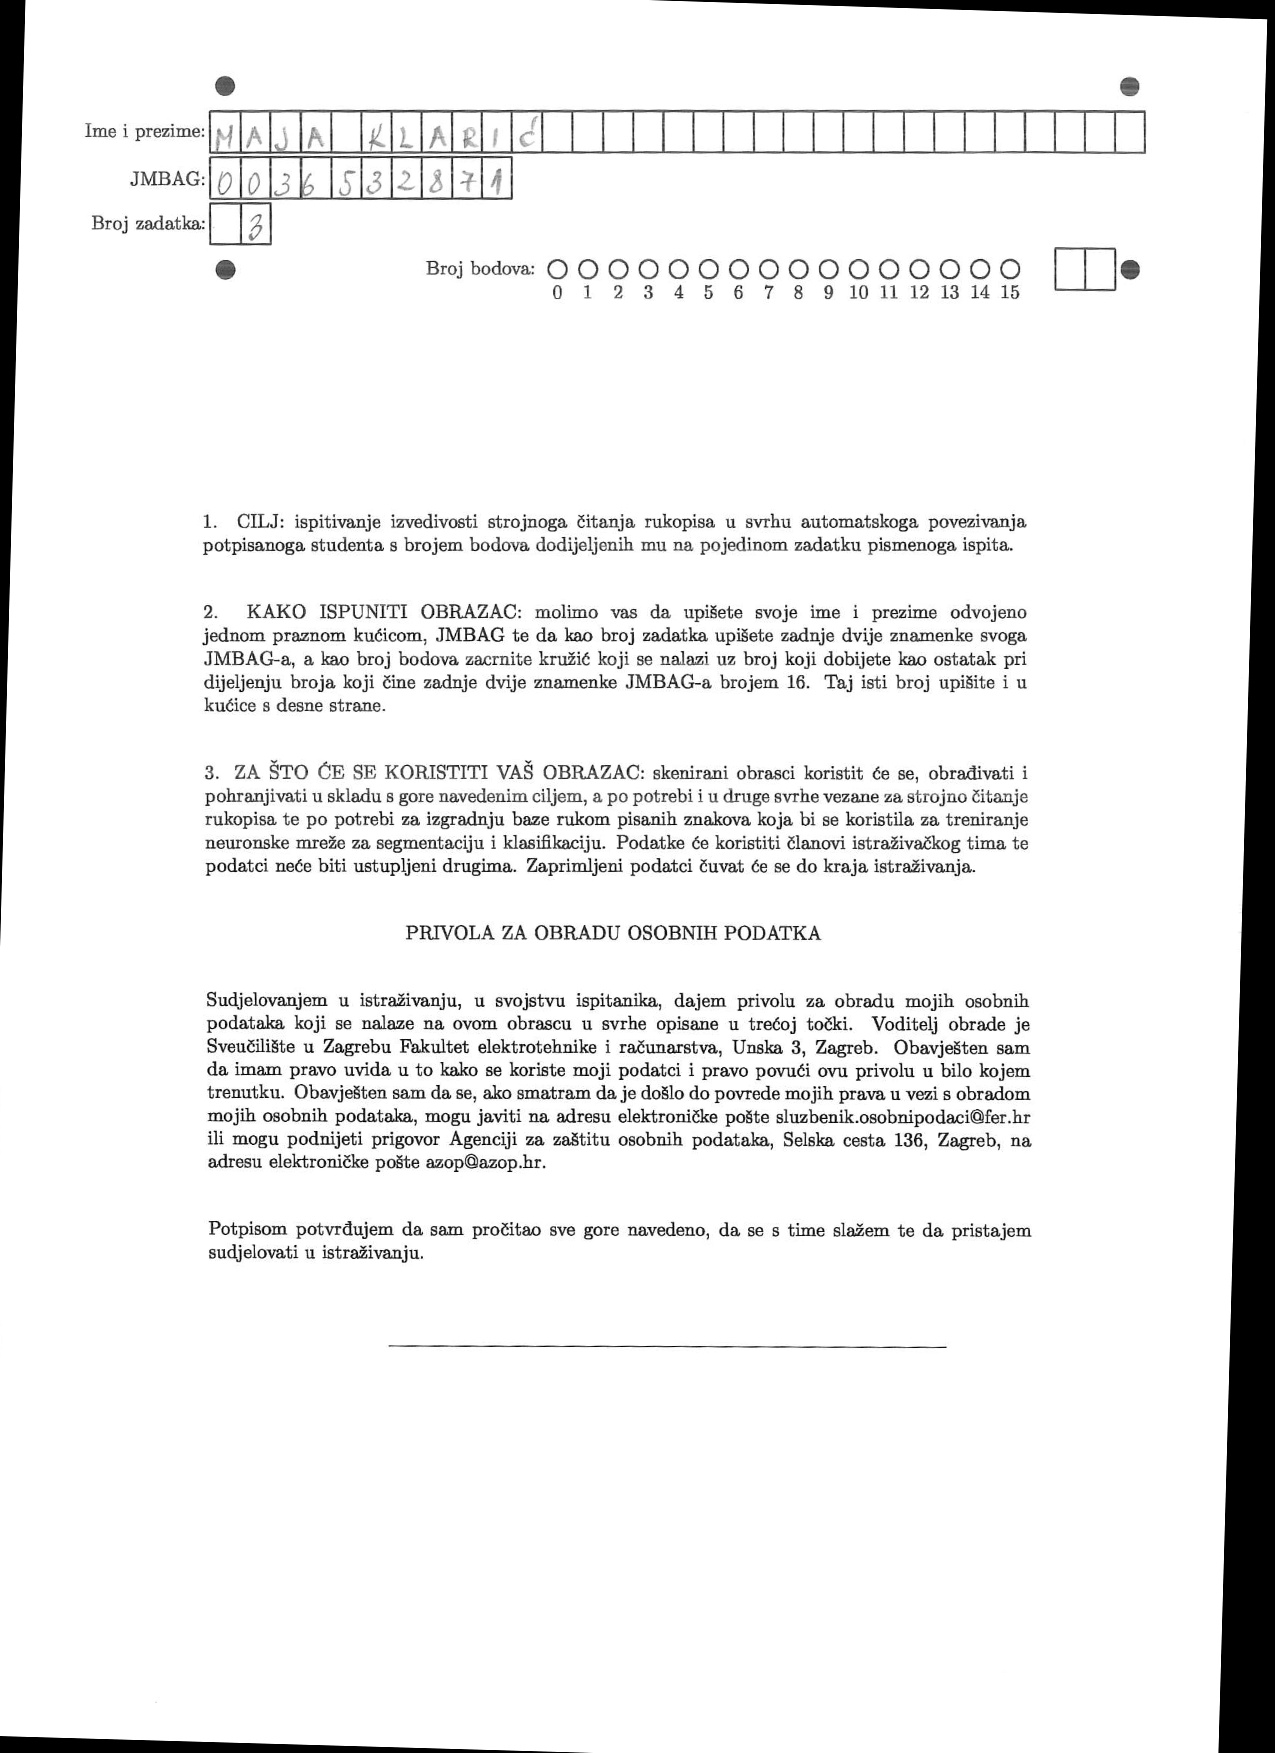 Ime i prezime: MAJA KLARIĆ
JMBAG: 0036532871
Broj zadatka: 3
Broj bodova:
0 1 2 3 4 5 6 7 8 9 10 11 12 13 14 15
1. CILJ: ispitivanje izvedivosti strojnoga čitanja rukopisa u svrhu automatskoga povezivanja
potpisanoga studenta s brojem bodova dodijeljenih mu na pojedinom zadatku pismenoga ispita.
2. KAKO ISPUNITI OBRAZAC: molimo vas da upišete svoje ime i prezime odvojeno
jednom praznom kućicom, JMBAG te da kao broj zadatka upišete zadnje dvije znamenke svoga
JMBAG-a, a kao broj bodova zacrnite kružić koji se nalazi uz broj koji dobijete kao ostatak pri
dijeljenju broja koji čine zadnje dvije znamenke JMBAG-a brojem 16. Taj isti broj upišite i u
kućice s desne strane.
3. ZA ŠTO ĆE SE KORISTITI VAŠ OBRAZAC: skenirani obrasci koristit će se, obrađivati i
pohranjivati u skladu s gore navedenim ciljem, a po potrebi i u druge svrhe vezane za strojno čitanje
rukopisa te po potrebi za izgradnju baze rukom pisanih znakova koja bi se koristila za treniranje
neuronske mreže za segmentaciju i klasifikaciju. Podatke će koristiti članovi istraživačkog tima te
podatci neće biti ustupljeni drugima. Zaprimljeni podatci čuvat će se do kraja istraživanja.
PRIVOLA ZA OBRADU OSOBNIH PODATKA
Sudjelovanjem u istraživanju, u svojstvu ispitanika, dajem privolu za obradu mojih osobnih
podataka koji se nalaze na ovom obrascu u svrhe opisane u trećoj točki. Voditelj obrade je
Sveučilište u Zagrebu Fakultet elektrotehnike i računarstva, Unska 3, Zagreb. Obavješten sam
da imam pravo uvida u to kako se koriste moji podatci i pravo povući ovu privolu u bilo kojem
trenutku. Obavješten sam da se, ako smatram da je došlo do povrede mojih prava u vezi s obradom
mojih osobnih podataka, mogu javiti na adresu elektroničke pošte sluzbenik.osobnipodaci@fer.hr
ili mogu podnijeti prigovor Agenciji za zaštitu osobnih podataka, Selska cesta 136, Zagreb, na
adresu elektroničke pošte azop@azop.hr.
Potpisom potvrđujem da sam pročitao sve gore navedeno, da se s time slažem te da pristajem
sudjelovati u istraživanju.